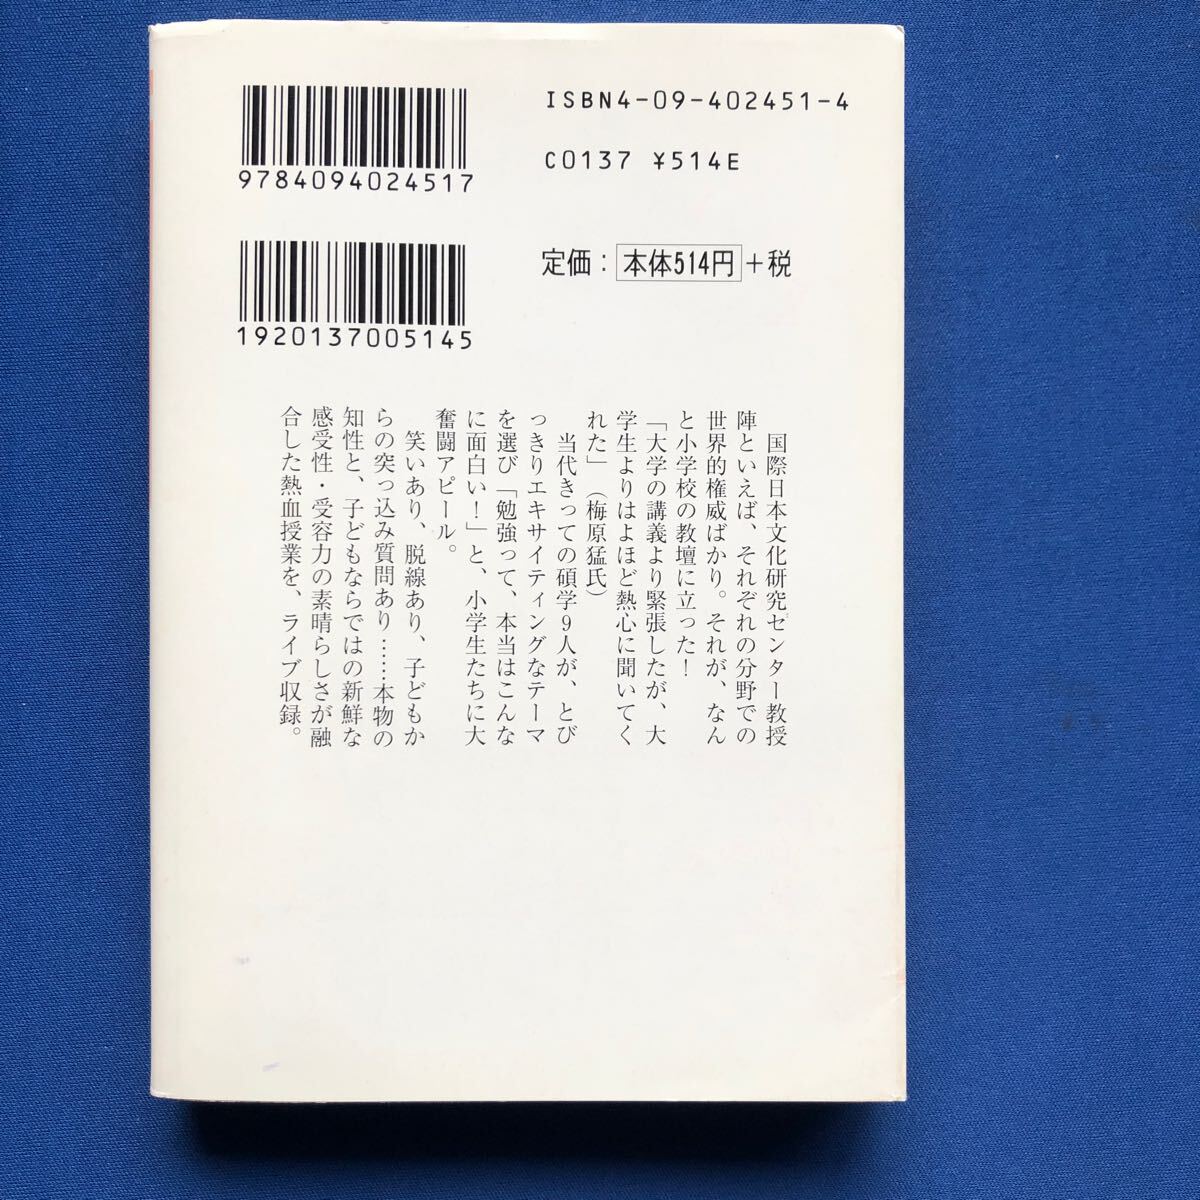 9784094024517
ISBN4-09-402451-4
C0137 ¥514E
1920137005145
定価：本体514円+税
国際日本文化研究センター教授
陣といえば、それぞれの分野での
世界的権威ばかり。それが、なん
と小学校の教壇に立った！
「大学の講義より緊張したが、大
学生よりはよほど熱心に聞いてく
れた」（梅原猛氏）
当代きっての碩学9人が、とび
っきりエキサイティングなテーマ
を選び「勉強って、本当はこんな
に面白い！」と、小学生たちに大
奮闘アピール。
笑いあり、脱線あり、子どもか
らの突っ込み質問あり……本物の
知性と、子どもならではの新鮮な
感受性・受容力の素晴らしさが融
合した熱血授業を、ライブ収録。